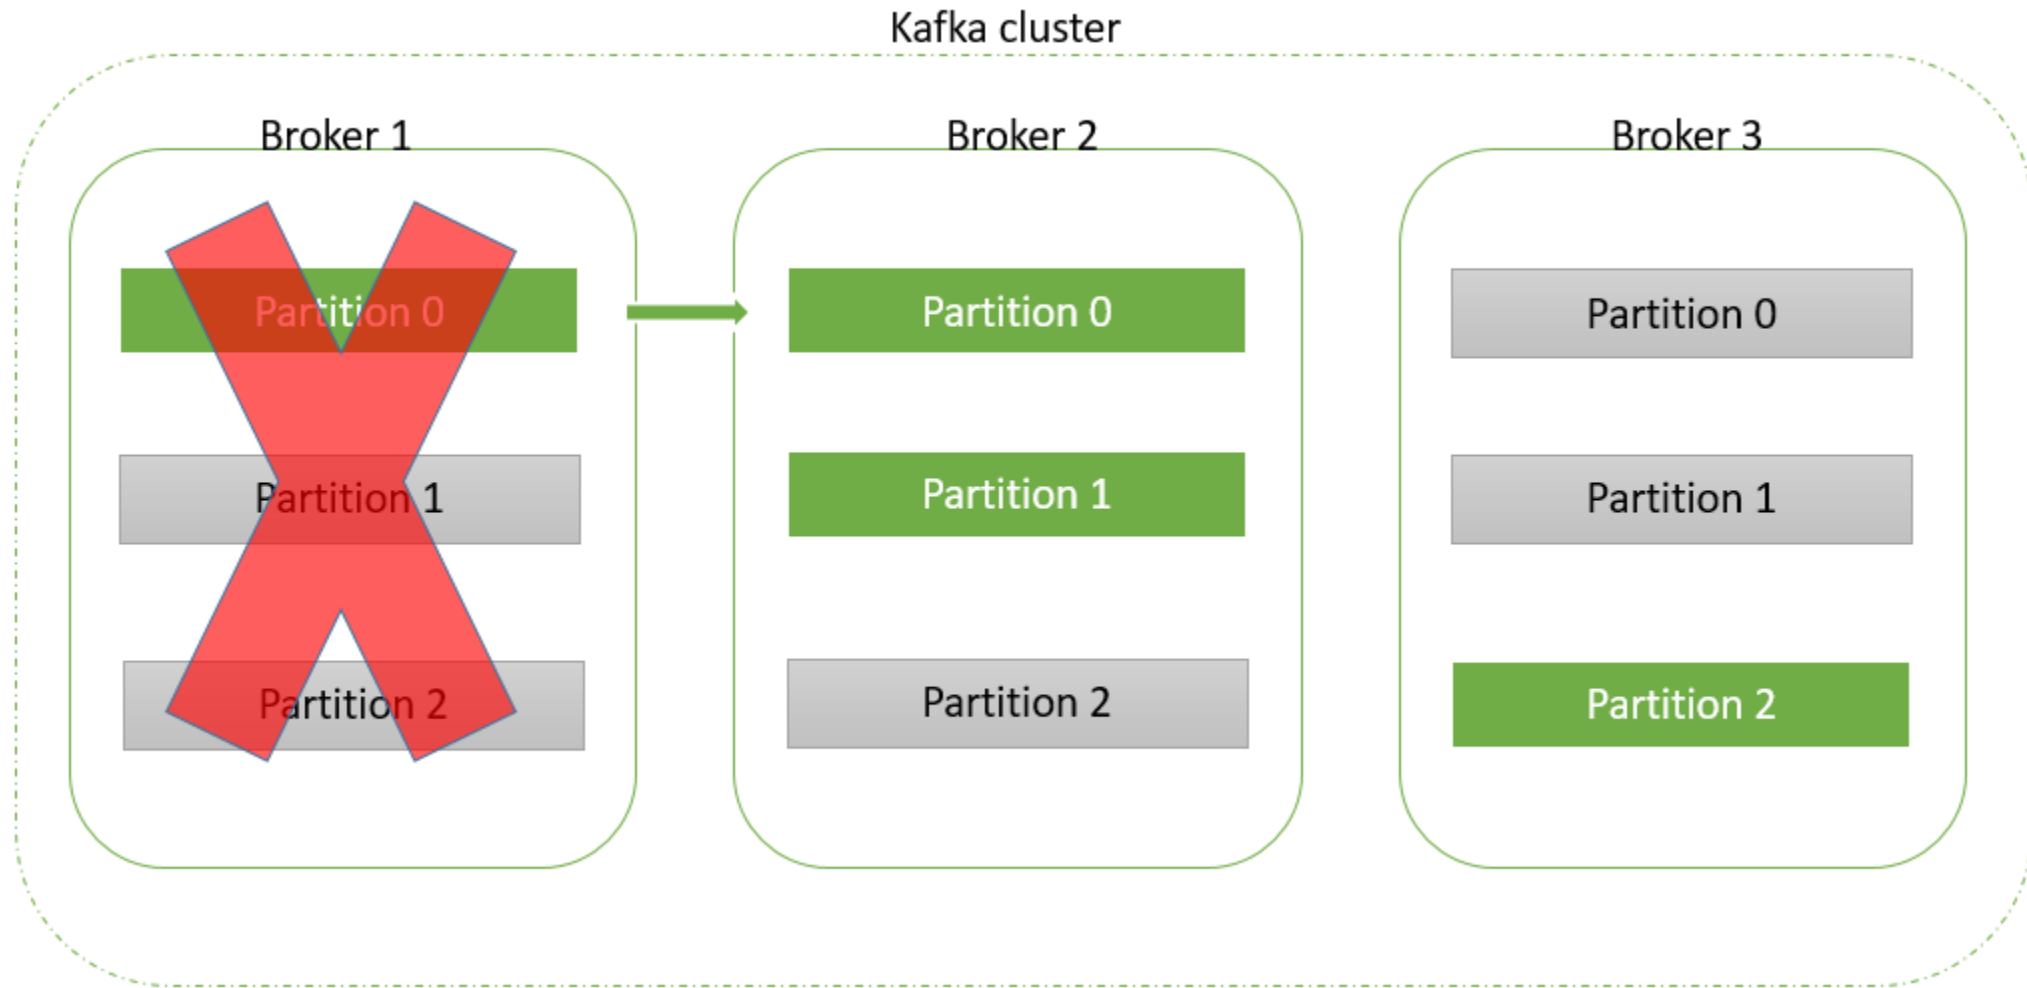 Kafka cluster
Broker 1
Partition 0
Partition 1
Partition 2
Broker 2
Partition 0
Partition 1
Partition 2
Broker 3
Partition 0
Partition 1
Partition 2